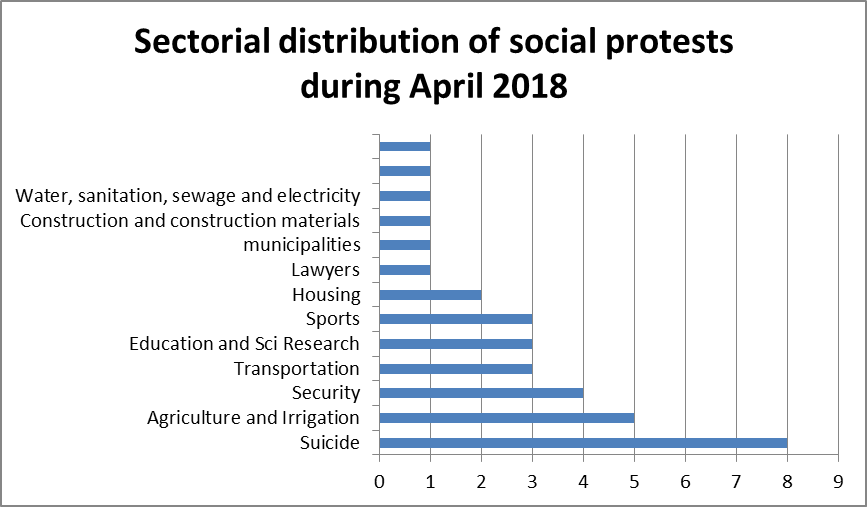 Sectorial distribution of social protests
during April 2018
Water, sanitation, sewage and electricity
Construction and construction materials
municipalities
Lawyers
Housing
Sports
Education and Sci Research
Transportation
Security
Agriculture and Irrigation
Suicide
0 1 2 3 4 5 6 7 8 9